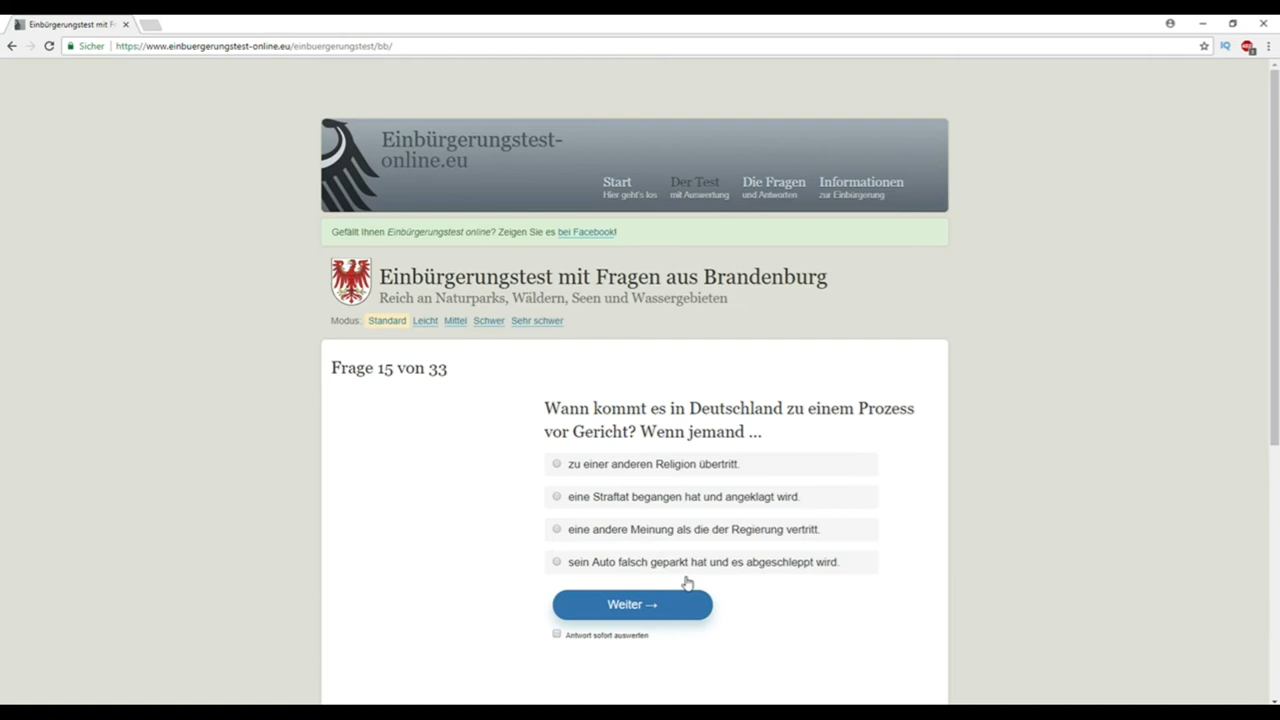 Einbürgerungstest mit Fr
Sicher
https://www.einbuergerungstest-online.eu/einbuergerungstest/bb/
Einbürgerungstest-
online.eu
Start Der Test Die Fragen Informationen
Hier geht's los mit Auswertung und Antworten zur Einbürgerung
Gefällt Ihnen Einbürgerungstest online? Zeigen Sie es bei Facebook!
Einbürgerungstest mit Fragen aus Brandenburg
Reich an Naturparks, Wäldern, Seen und Wassergebieten
Modus: Standard Leicht Mittel Schwer Sehr schwer
Frage 15 von 33
Wann kommt es in Deutschland zu einem Prozess
vor Gericht? Wenn jemand ...
zu einer anderen Religion übertritt.
eine Straftat begangen hat und angeklagt wird.
eine andere Meinung als die der Regierung vertritt.
sein Auto falsch geparkt hat und es abgeschleppt wird.
Weiter →
Antwort sofort auswerten